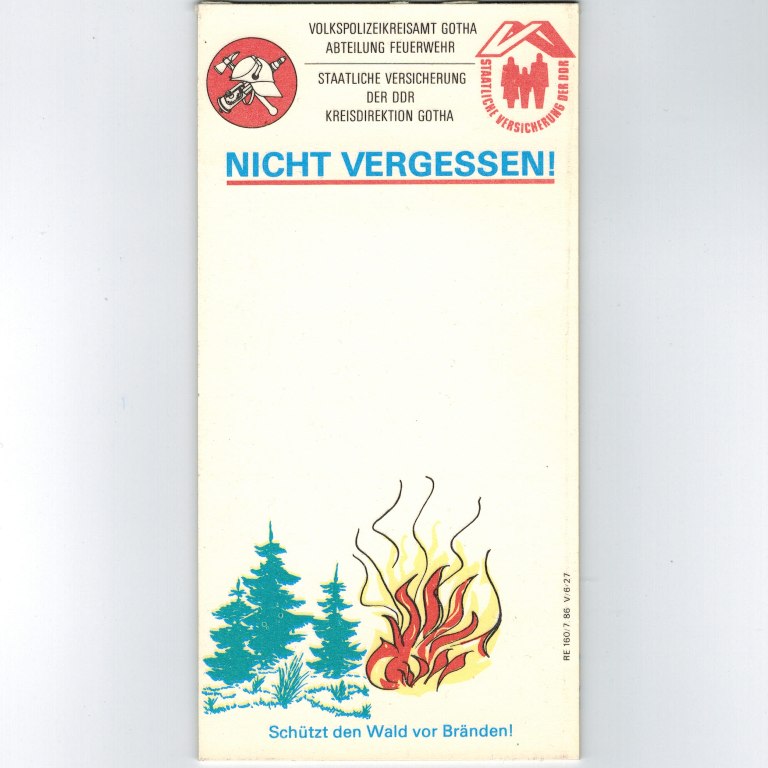 VOLKSPOLIZEIKREISAMT GOTHA
ABTEILUNG FEUERWEHR
STAATLICHE VERSICHERUNG
DER DDR
KREISDIREKTION GOTHA
STAATLICHE VERSICHERUNG DER DDR
NICHT VERGESSEN!
RE 160/7 86 V/6/27
Schützt den Wald vor Bränden!